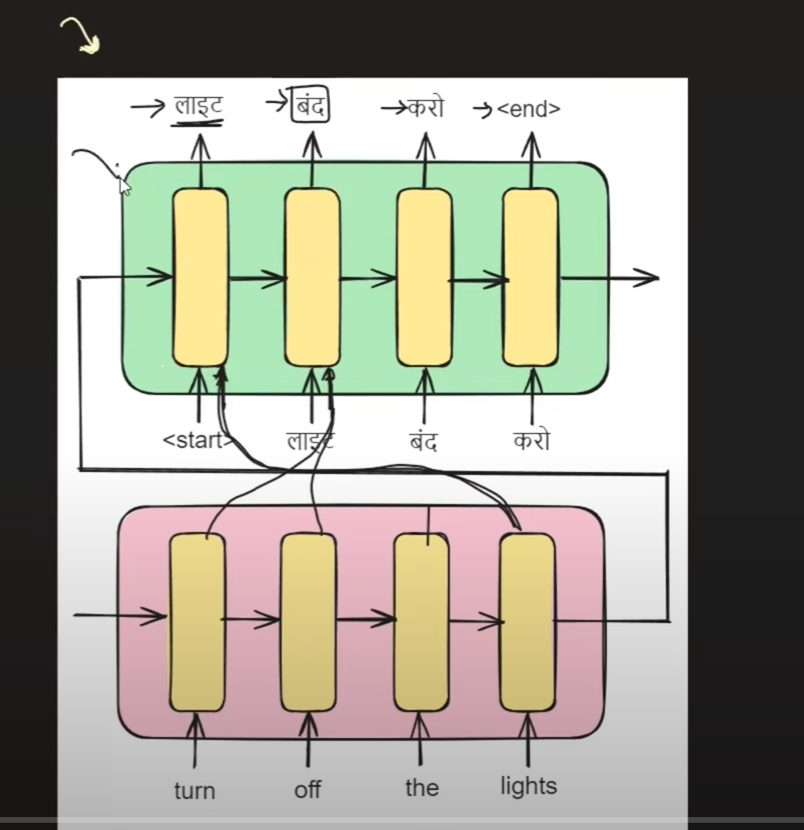 लाइट बंद करो <end>
<start> लाइट बंद करो
turn off the lights